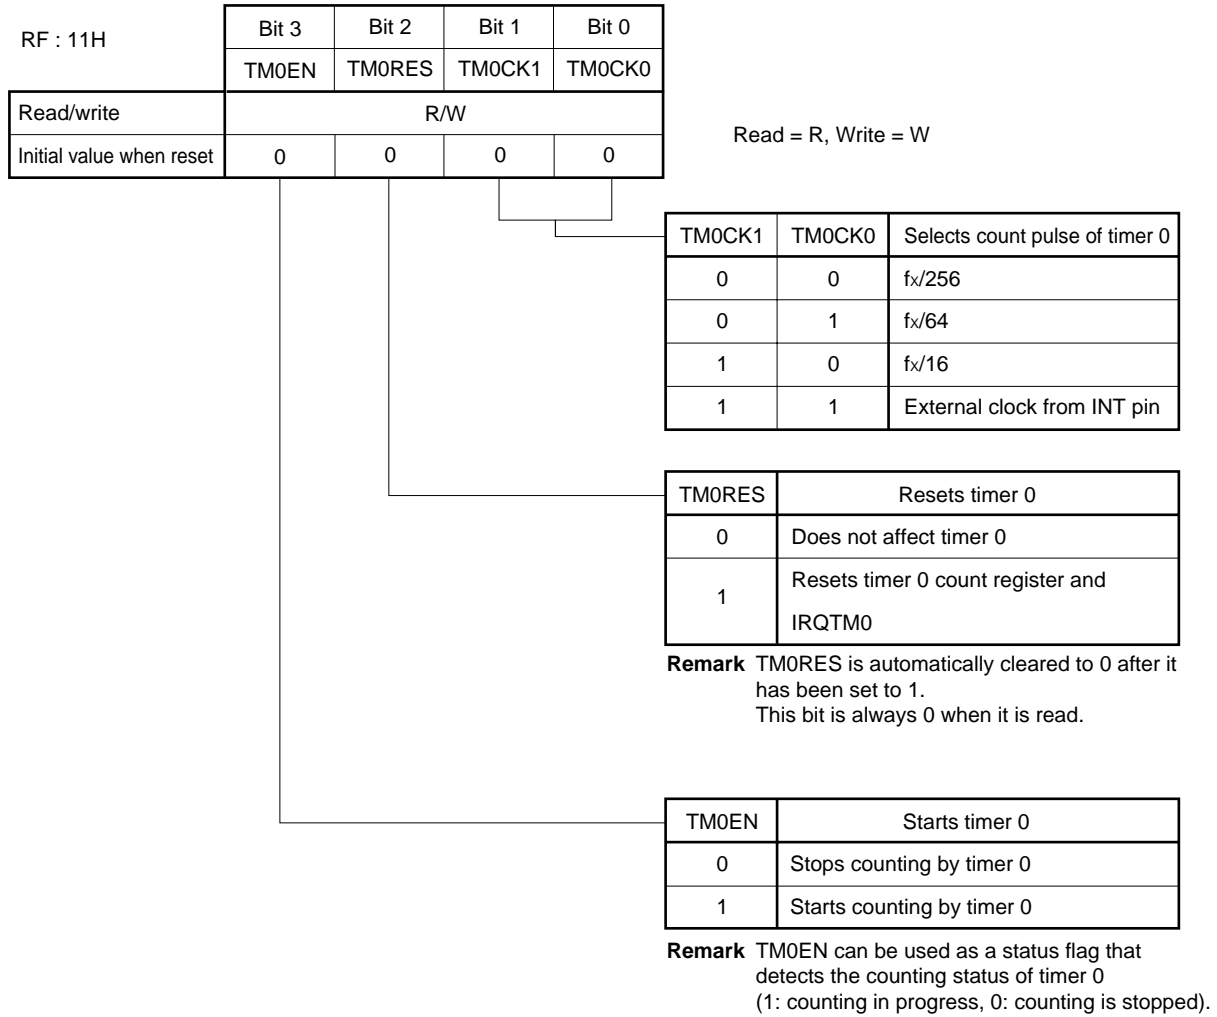 RF : 11H
Bit 3 Bit 2 Bit 1 Bit 0
TM0EN TM0RES TM0CK1 TM0CK0
Read/write R/W
Initial value when reset 0 0 0 0
Read = R, Write = W
TM0CK1 TM0CK0 Selects count pulse of timer 0
0 0 fX/256
0 1 fX/64
1 0 fX/16
1 1 External clock from INT pin
TM0RES Resets timer 0
0 Does not affect timer 0
1 Resets timer 0 count register and
IRQTM0
Remark TM0RES is automatically cleared to 0 after it
has been set to 1.
This bit is always 0 when it is read.
TM0EN Starts timer 0
0 Stops counting by timer 0
1 Starts counting by timer 0
Remark TM0EN can be used as a status flag that
detects the counting status of timer 0
(1: counting in progress, 0: counting is stopped).